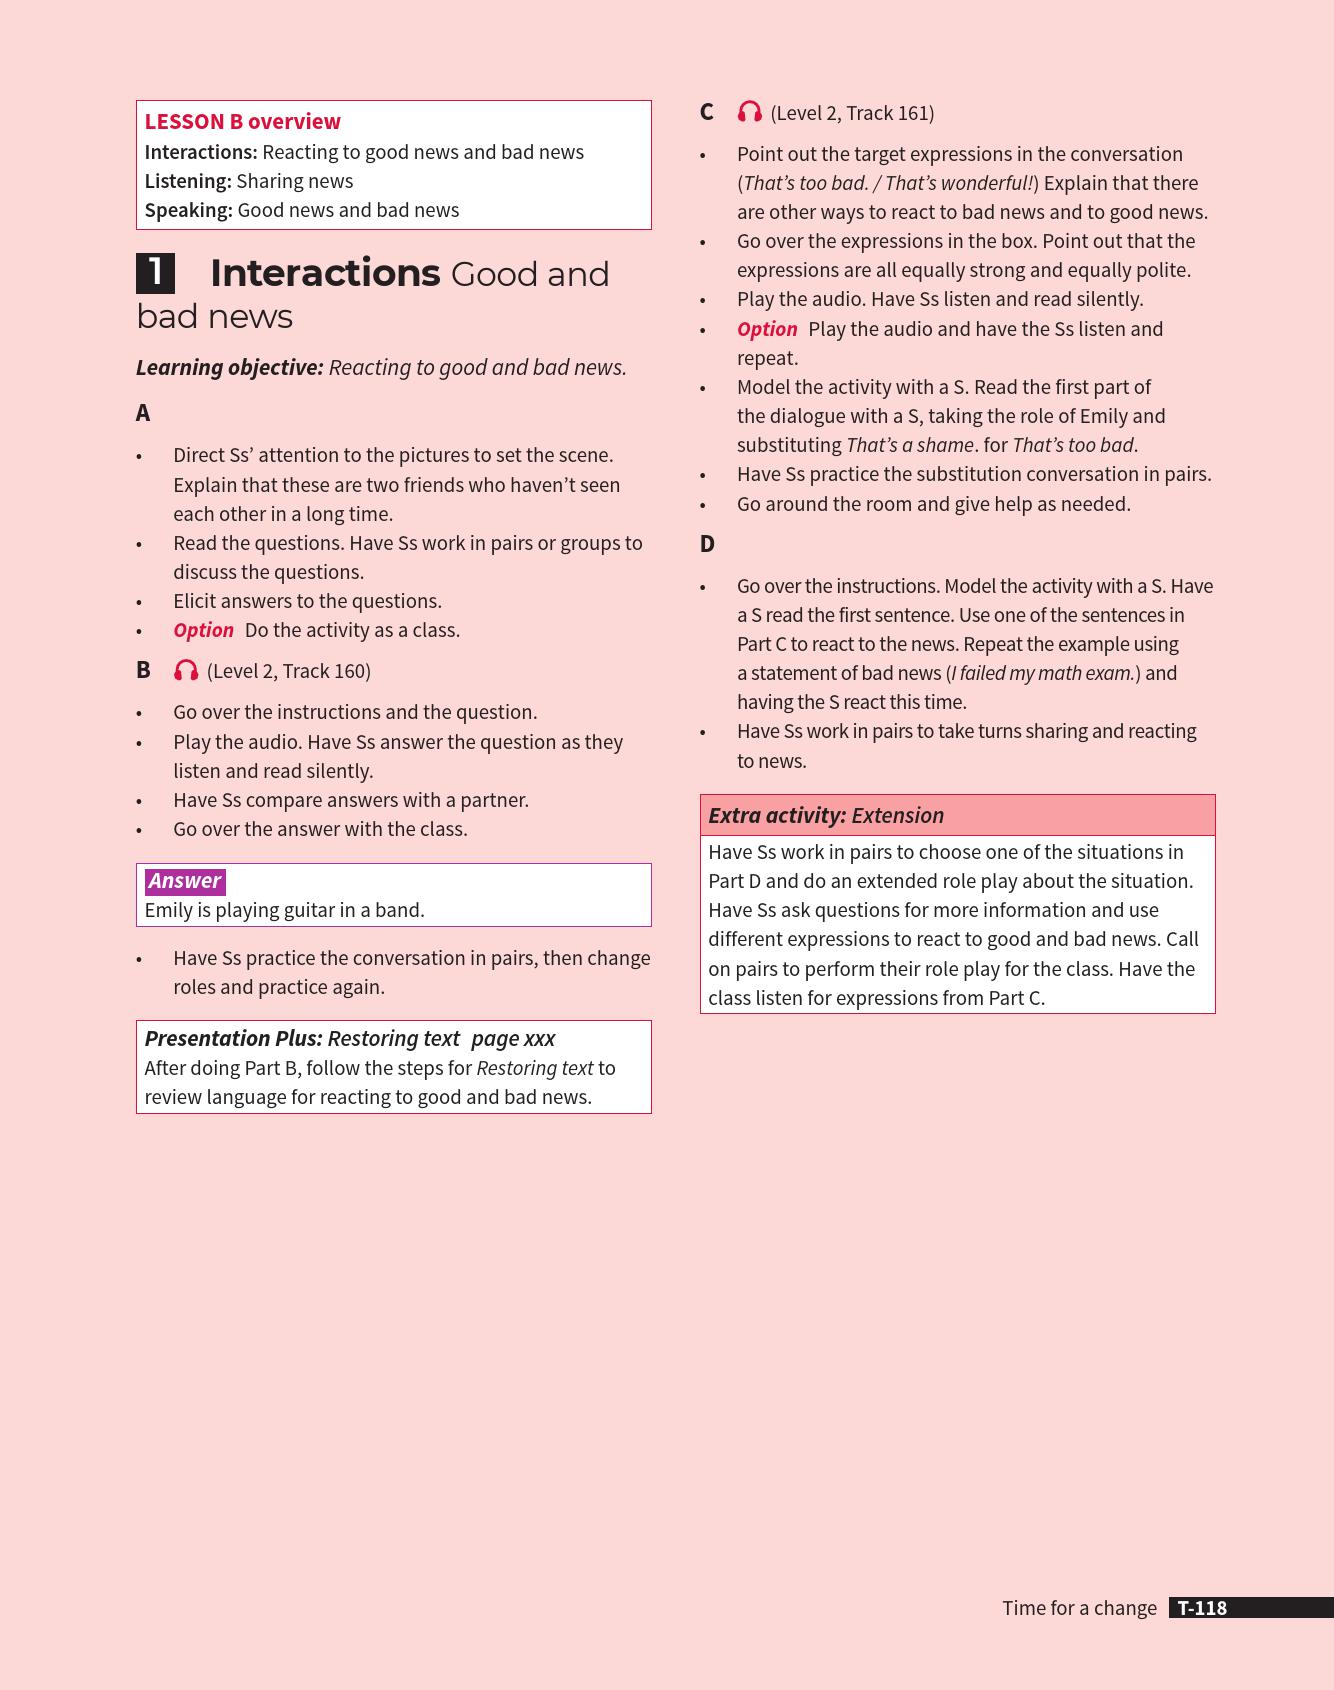 LESSON B overview
Interactions: Reacting to good news and bad news
Listening: Sharing news
Speaking: Good news and bad news
1 Interactions Good and
bad news
Learning objective: Reacting to good and bad news.
A
• Direct Ss’ attention to the pictures to set the scene.
Explain that these are two friends who haven’t seen
each other in a long time.
• Read the questions. Have Ss work in pairs or groups to
discuss the questions.
• Elicit answers to the questions.
• Option Do the activity as a class.
B (Level 2, Track 160)
• Go over the instructions and the question.
• Play the audio. Have Ss answer the question as they
listen and read silently.
• Have Ss compare answers with a partner.
• Go over the answer with the class.
Answer
Emily is playing guitar in a band.
• Have Ss practice the conversation in pairs, then change
roles and practice again.
Presentation Plus: Restoring text page xxx
After doing Part B, follow the steps for Restoring text to
review language for reacting to good and bad news.
C (Level 2, Track 161)
• Point out the target expressions in the conversation
(That’s too bad. / That’s wonderful!) Explain that there
are other ways to react to bad news and to good news.
• Go over the expressions in the box. Point out that the
expressions are all equally strong and equally polite.
• Play the audio. Have Ss listen and read silently.
• Option Play the audio and have the Ss listen and
repeat.
• Model the activity with a S. Read the first part of
the dialogue with a S, taking the role of Emily and
substituting That’s a shame. for That’s too bad.
• Have Ss practice the substitution conversation in pairs.
• Go around the room and give help as needed.
D
• Go over the instructions. Model the activity with a S. Have
a S read the first sentence. Use one of the sentences in
Part C to react to the news. Repeat the example using
a statement of bad news (I failed my math exam.) and
having the S react this time.
• Have Ss work in pairs to take turns sharing and reacting
to news.
Extra activity: Extension
Have Ss work in pairs to choose one of the situations in
Part D and do an extended role play about the situation.
Have Ss ask questions for more information and use
different expressions to react to good and bad news. Call
on pairs to perform their role play for the class. Have the
class listen for expressions from Part C.
Time for a change T-118